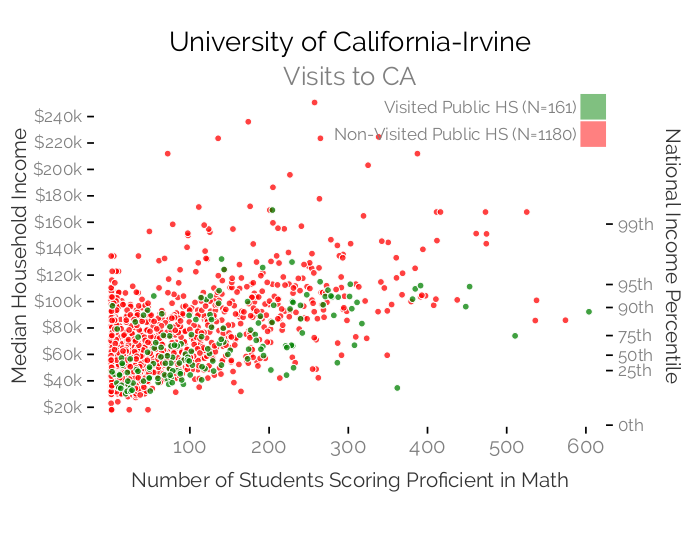 University of California-Irvine
Visits to CA
Visited Public HS (N=161)
Non-Visited Public HS (N=1180)
Median Household Income
$240k
$220k
$200k
$180k
$160k
$140k
$120k
$100k
$80k
$60k
$40k
$20k
National Income Percentile
99th
95th
90th
75th
50th
25th
0th
100 200 300 400 500 600
Number of Students Scoring Proficient in Math